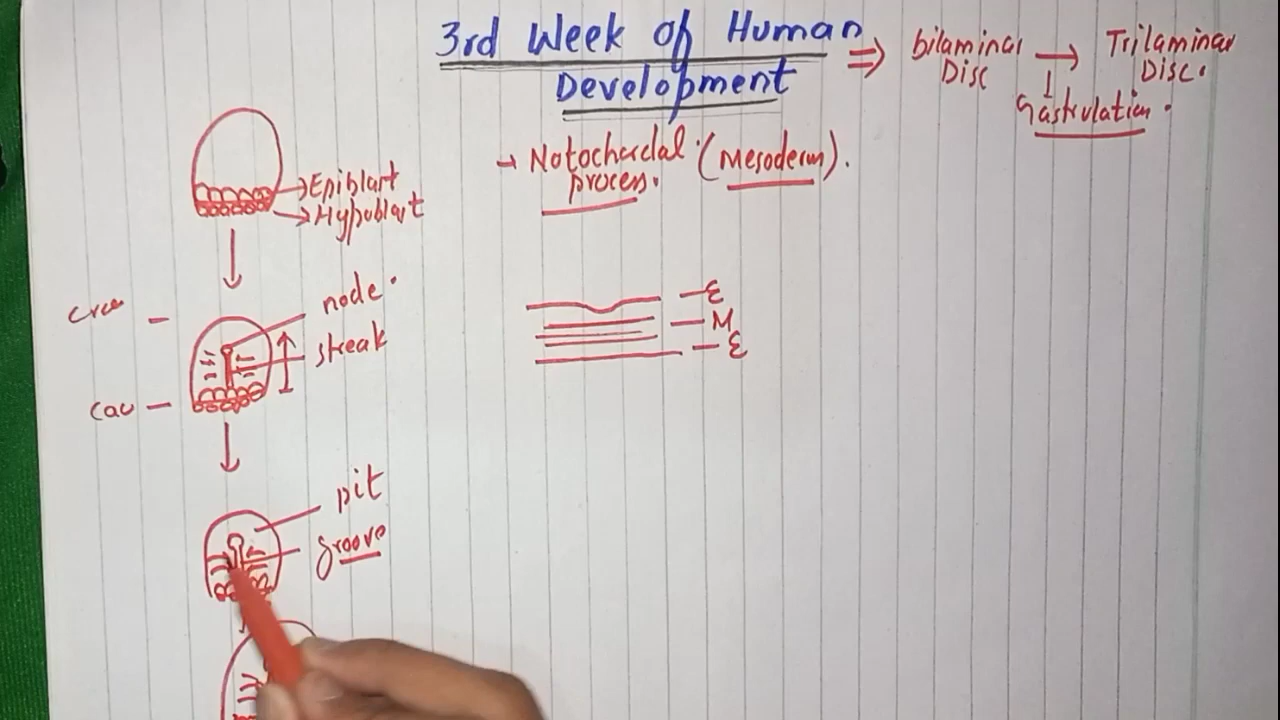 3rd Week of Human
Development
⇒ bilaminar Disc → Trilaminar Disc.
Gastrulation.
→ Notochordal process. (Mesoderm).
Epiblast
Hypoblast
node.
streak
Cau
ε
M
ε
pit
groove